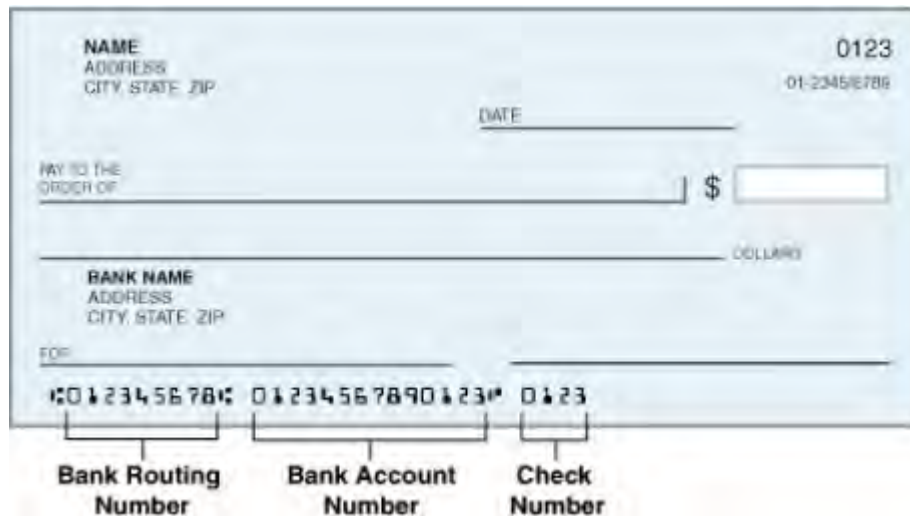 NAME
ADDRESS
CITY, STATE ZIP
0123
01-2345/6789
DATE
PAY TO THE
ORDER OF
$
DOLLARS
BANK NAME
ADDRESS
CITY, STATE ZIP
FOR
⑆012345678⑆ 01234567890123⑈ 0123
Bank Routing
Number
Bank Account
Number
Check
Number